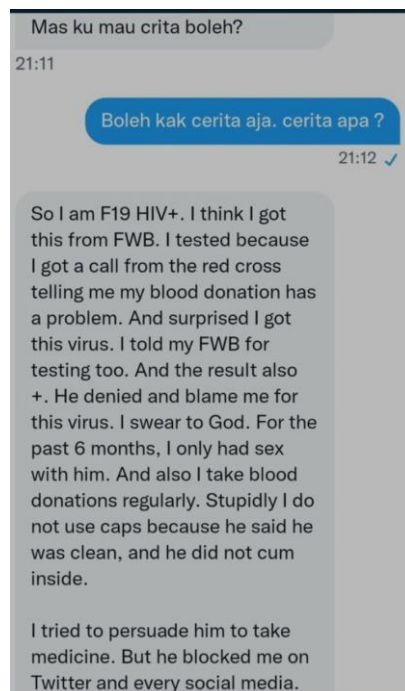 Mas ku mau crita boleh?
21:11
Boleh kak cerita aja. cerita apa ?
21:12
So I am F19 HIV+. I think I got
this from FWB. I tested because
I got a call from the red cross
telling me my blood donation has
a problem. And surprised I got
this virus. I told my FWB for
testing too. And the result also
+. He denied and blame me for
this virus. I swear to God. For the
past 6 months, I only had sex
with him. And also I take blood
donations regularly. Stupidly I do
not use caps because he said he
was clean, and he did not cum
inside.
I tried to persuade him to take
medicine. But he blocked me on
Twitter and every social media.